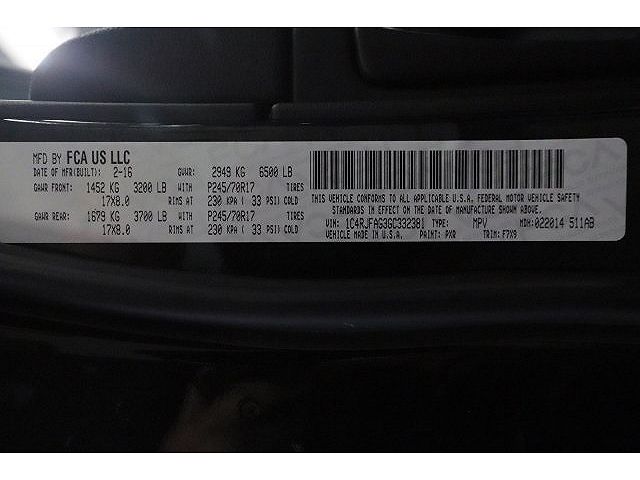 MFD BY FCA US LLC
DATE OF MFR(BUILT): 2-16 GVWR: 2949 KG 6500 LB
GAWR FRONT: 1452 KG 3200 LB WITH P245/70R17 TIRES
17X8.0 RIMS AT 230 KPA ( 33 PSI) COLD
GAWR REAR: 1679 KG 3700 LB WITH P245/70R17 TIRES
17X8.0 RIMS AT 230 KPA ( 33 PSI) COLD
THIS VEHICLE CONFORMS TO ALL APPLICABLE U.S.A. FEDERAL MOTOR VEHICLE SAFETY
STANDARDS IN EFFECT ON THE DATE OF MANUFACTURE SHOWN ABOVE.
VIN: 1C4RJFAG3GC332381 TYPE: MPV MDH:022014 511AB
VEHICLE MADE IN U.S.A. PAINT: PXR TRIM: F7X9